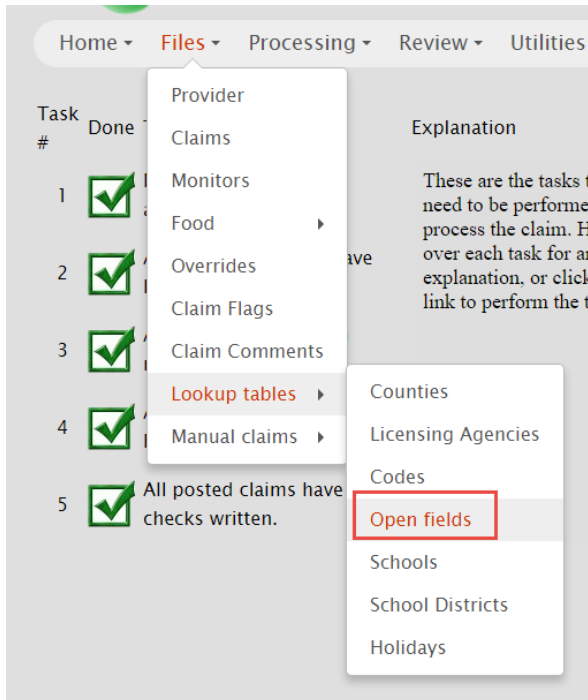 Home Files Processing Review Utilities
Task
#
Done
Explanation
Provider
Claims
Monitors
Food
Overrides
Claim Flags
Claim Comments
Lookup tables
Manual claims
Counties
Licensing Agencies
Codes
Open fields
Schools
School Districts
Holidays
1
2
3
4
5
All posted claims have
checks written.
These are the tasks
need to be
process the claim.
over each task for
explanation, or
link to perform the